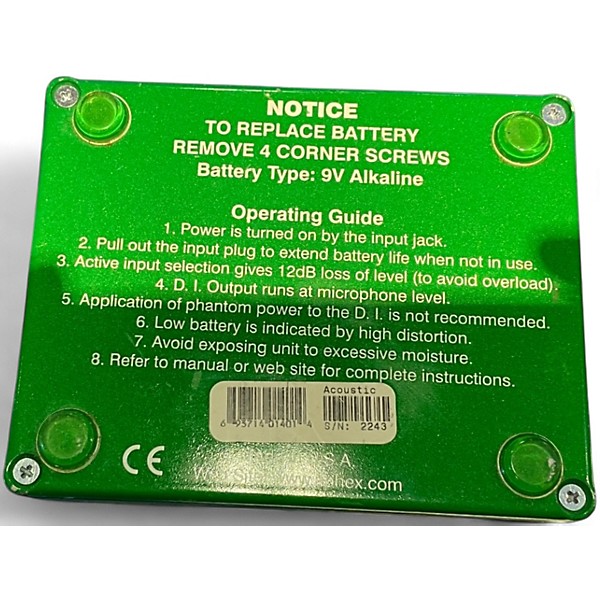 NOTICE
TO REPLACE BATTERY
REMOVE 4 CORNER SCREWS
Battery Type: 9V Alkaline
Operating Guide
1. Power is turned on by the input jack.
2. Pull out the input plug to extend battery life when not in use.
3. Active input selection gives 12dB loss of level (to avoid overload).
4. D. I. Output runs at microphone level.
5. Application of phantom power to the D. I. is not recommended.
6. Low battery is indicated by high distortion.
7. Avoid exposing unit to excessive moisture.
8. Refer to manual or web site for complete instructions.
Acoustic
6 93714 01401 4
S/N: 2243
CE
S.A.